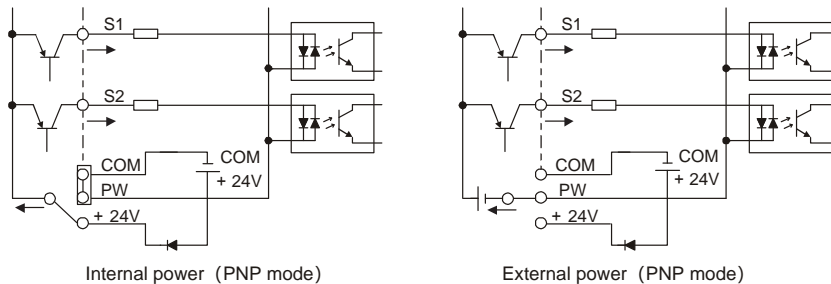 S1
S2
COM
COM
+ 24V
PW
+ 24V
Internal power (PNP mode)
S1
S2
COM
COM
+ 24V
PW
+ 24V
External power (PNP mode)